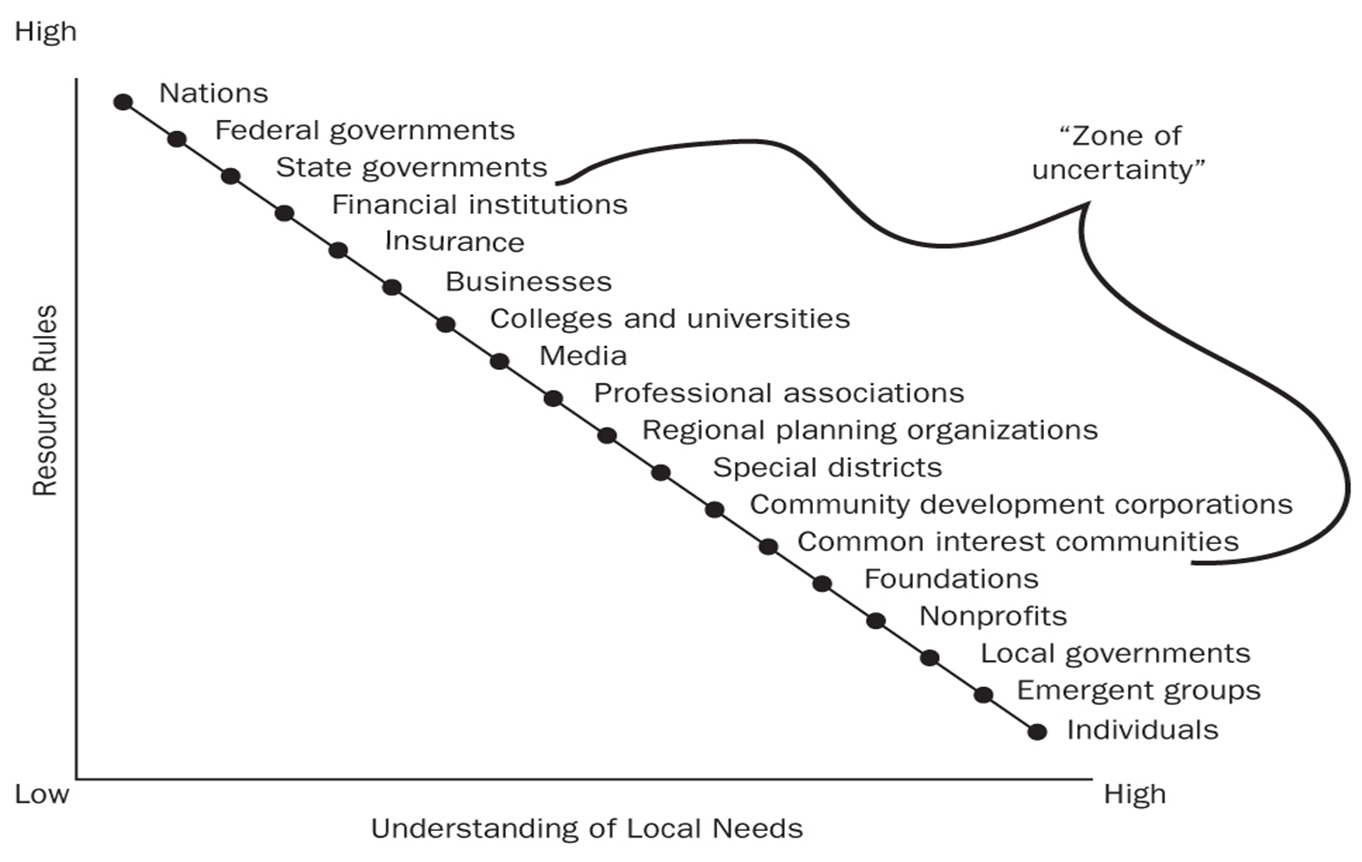 High
Nations
Federal governments
State governments
Financial institutions
Insurance
Businesses
Colleges and universities
Media
Professional associations
Regional planning organizations
Special districts
Community development corporations
Common interest communities
Foundations
Nonprofits
Local governments
Emergent groups
Individuals
“Zone of
uncertainty”
Resource Rules
Low
High
Understanding of Local Needs